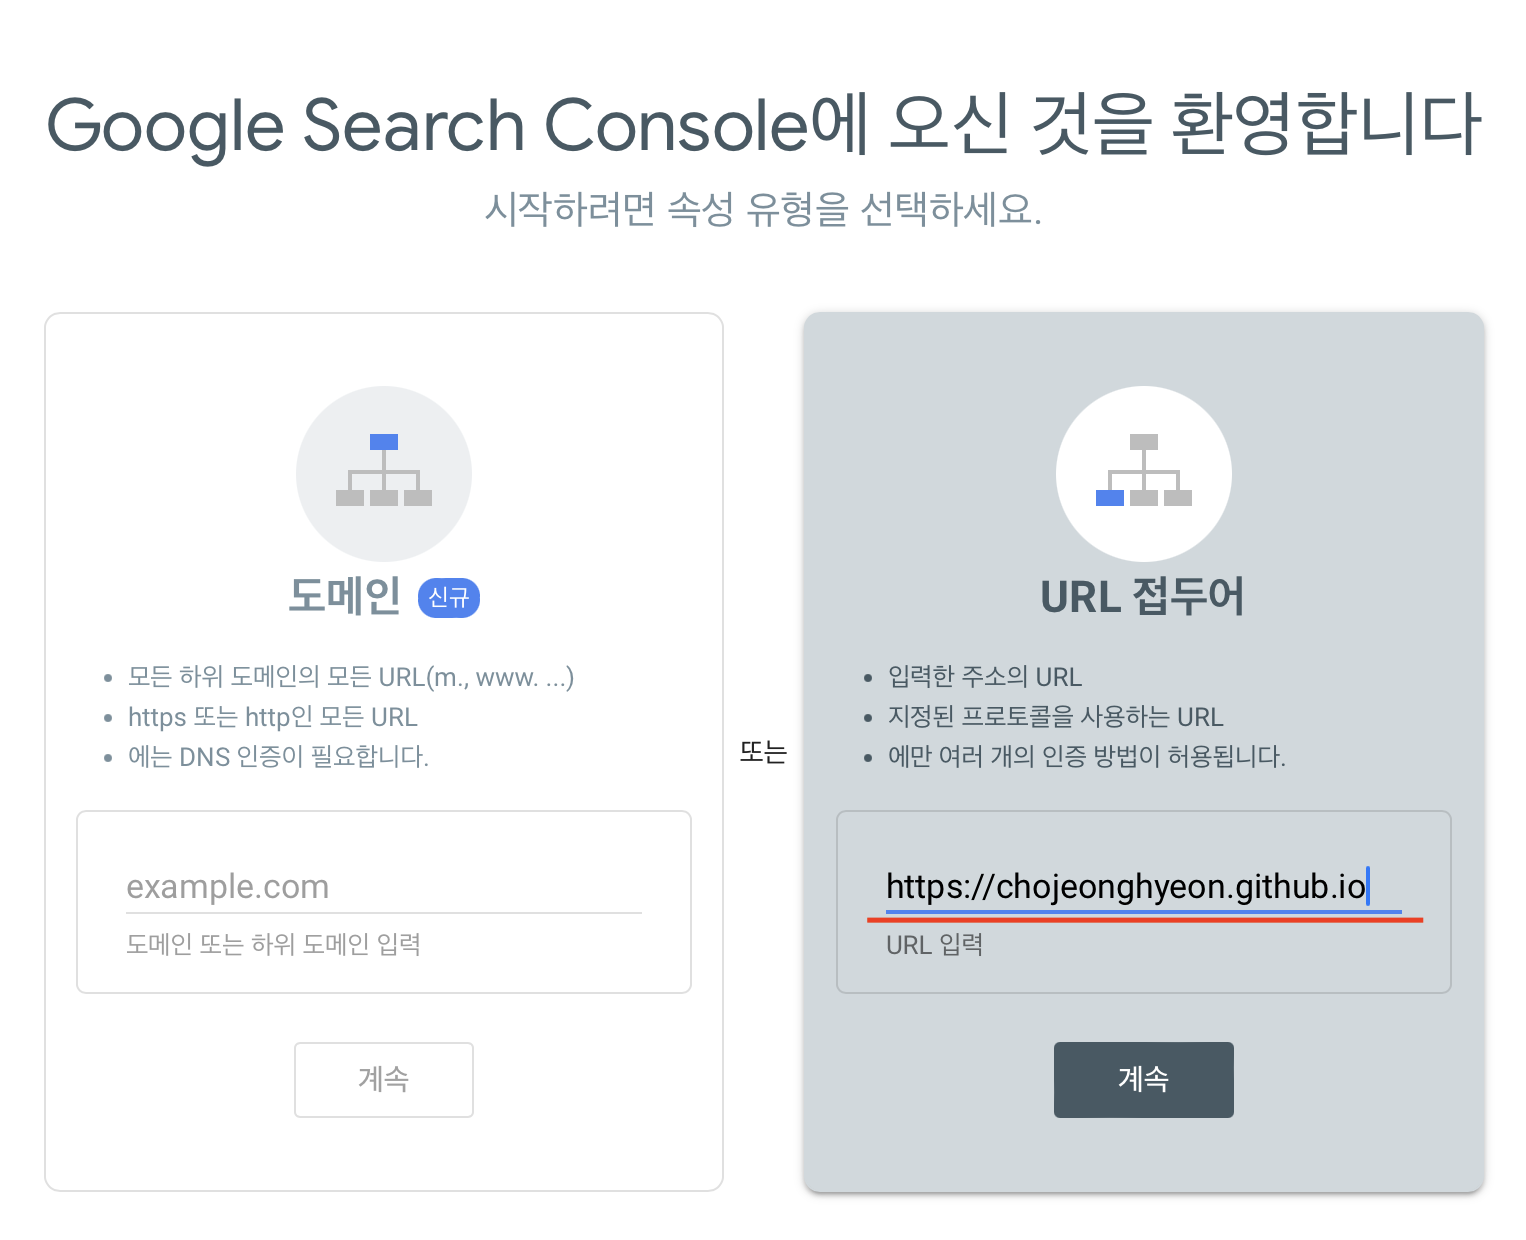 Google Search Console에 오신 것을 환영합니다
시작하려면 속성 유형을 선택하세요.
도메인 신규
모든 하위 도메인의 모든 URL(m., www. ...)
https 또는 http인 모든 URL
에는 DNS 인증이 필요합니다.
example.com
도메인 또는 하위 도메인 입력
계속
또는
URL 접두어
입력한 주소의 URL
지정된 프로토콜을 사용하는 URL
에만 여러 개의 인증 방법이 허용됩니다.
https://chojeonghyeon.github.io
URL 입력
계속